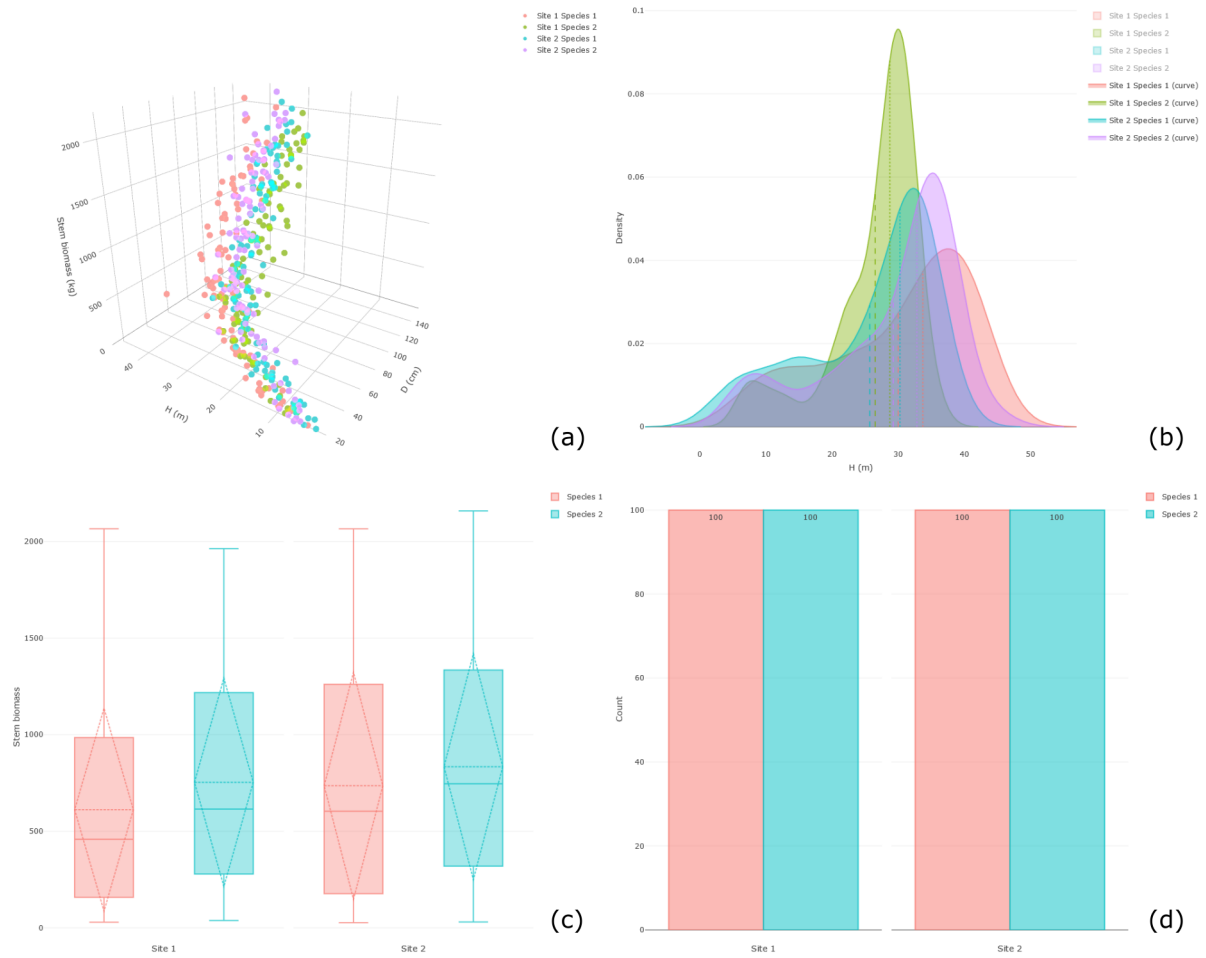 Site 1 Species 1
Site 1 Species 2
Site 2 Species 1
Site 2 Species 2
2000
1500
1000
500
0
Stem biomass (kg)
40
30
20
10
H (m)
140
120
100
80
60
40
20
D (cm)
(a)
0.1
0.08
0.06
0.04
0.02
0
Density
0
10
20
30
40
50
H (m)
Site 1 Species 1
Site 1 Species 2
Site 2 Species 1
Site 2 Species 2
Site 1 Species 1 (curve)
Site 1 Species 2 (curve)
Site 2 Species 1 (curve)
Site 2 Species 2 (curve)
(b)
Species 1
Species 2
2000
1500
1000
500
0
Stem biomass
Site 1
Site 2
(c)
Species 1
Species 2
100
80
60
40
20
0
Count
100
100
100
100
Site 1
Site 2
(d)